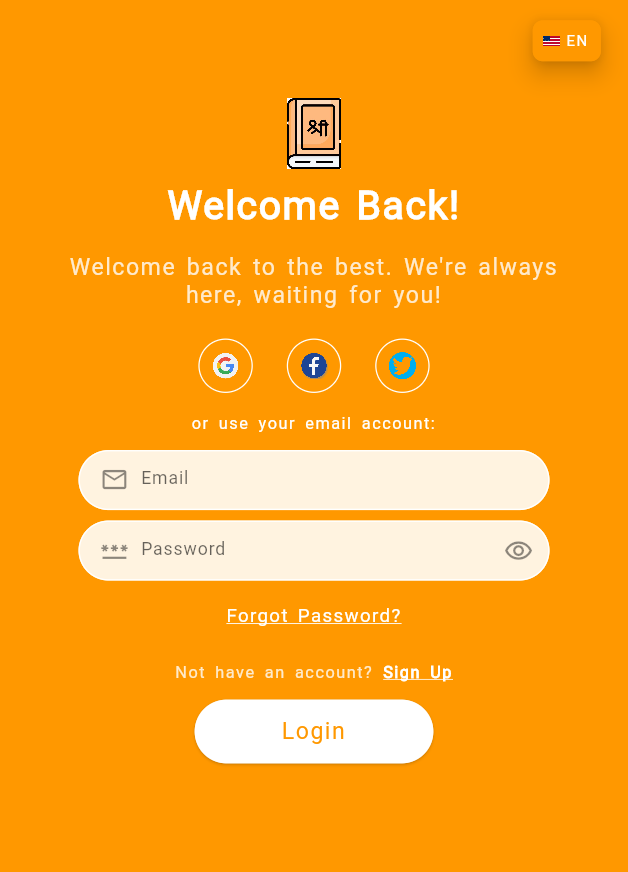 EN
श्री
Welcome Back!
Welcome back to the best. We're always
here, waiting for you!
or use your email account:
Email
*** Password
Forgot Password?
Not have an account? Sign Up
Login